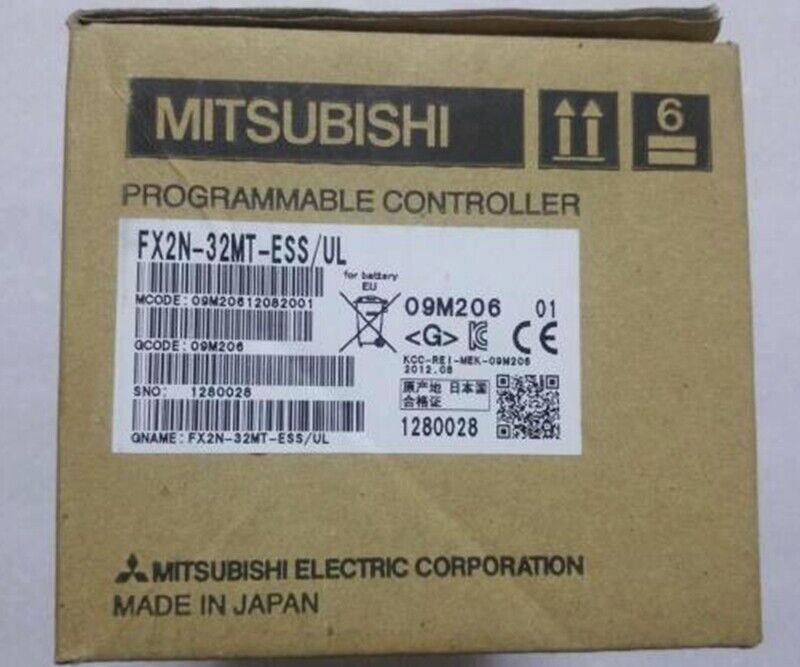 MITSUBISHI
6
PROGRAMMABLE CONTROLLER
FX2N-32MT-ESS/UL
for battery
EU
MCODE: 09M20612082001
09M206 01
<G> CE
GCODE: 09M206
KCC-REI-MEK-09M206
2012.08
SNO: 1280028
原产地 日本国
合格证
1280028
GNAME: FX2N-32MT-ESS/UL
MITSUBISHI ELECTRIC CORPORATION
MADE IN JAPAN